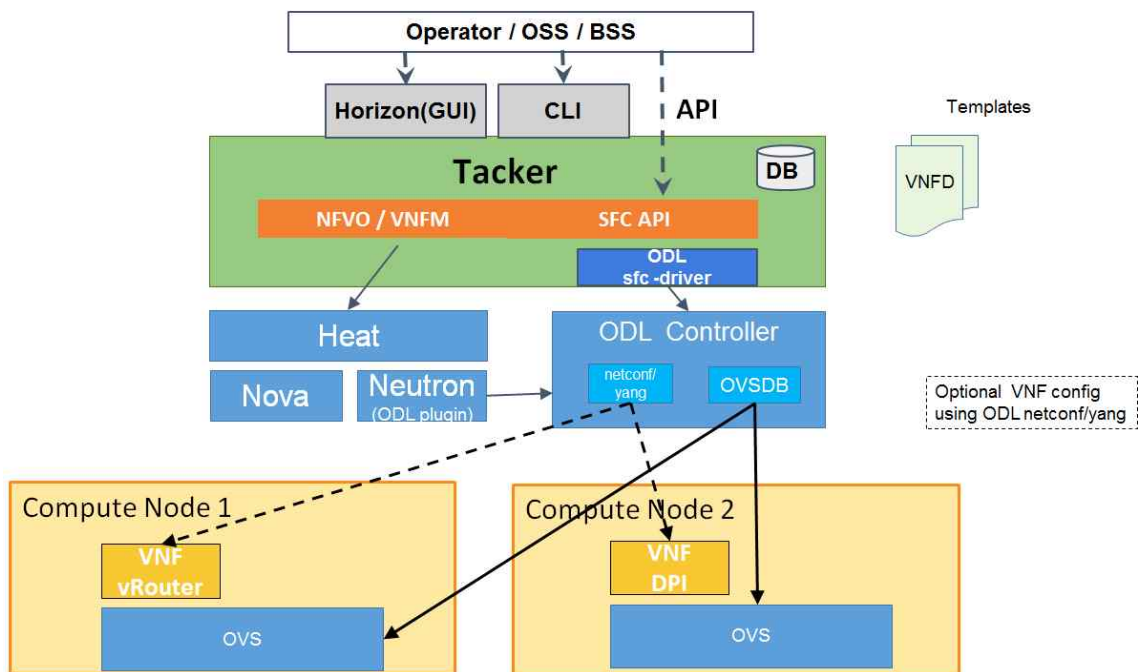 Operator / OSS / BSS
Horizon(GUI)
CLI
API
Templates
Tacker
DB
VNFD
NFVO / VNFM
SFC API
ODL
sfc -driver
Heat
ODL Controller
netconf/
yang
OVSDB
Nova
Neutron
(ODL plugin)
Optional VNF config
using ODL netconf/yang
Compute Node 1
VNF
vRouter
OVS
Compute Node 2
VNF
DPI
OVS